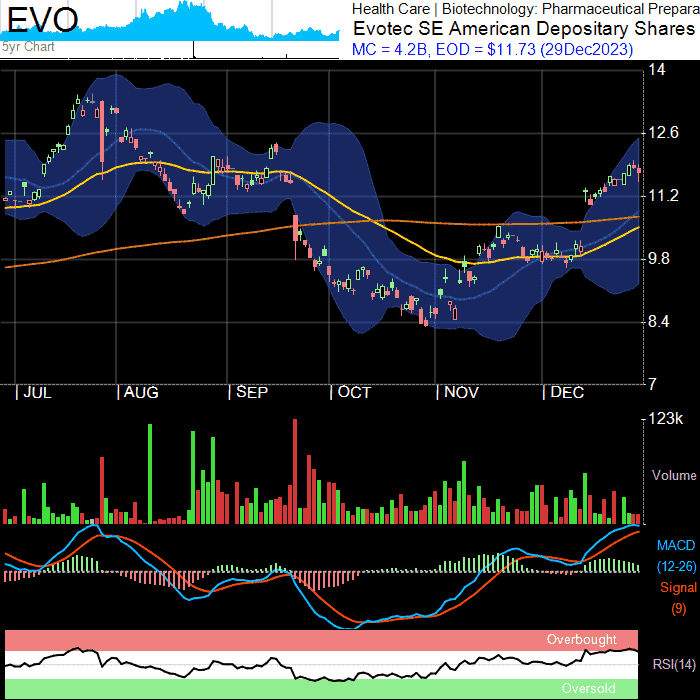 EVO
5yr Chart
Health Care | Biotechnology: Pharmaceutical Prepara
Evotec SE American Depositary Shares
MC = 4.2B, EOD = $11.73 (29Dec2023)
14
12.6
11.2
9.8
8.4
7
| JUL | AUG | SEP | OCT | NOV | DEC
123k
Volume
MACD
(12-26)
Signal
(9)
Overbought
RSI(14)
Oversold